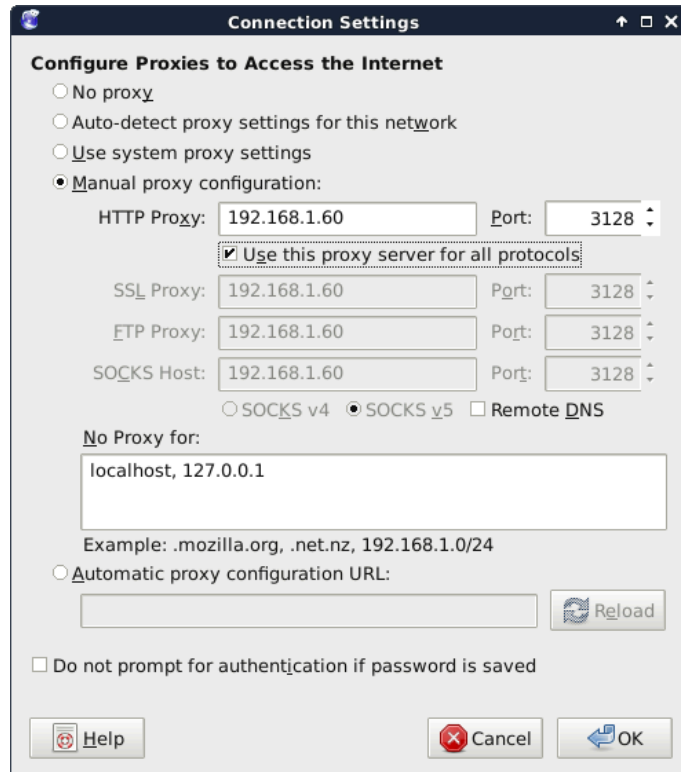 Connection Settings
Configure Proxies to Access the Internet
No proxy
Auto-detect proxy settings for this network
Use system proxy settings
Manual proxy configuration:
HTTP Proxy: 192.168.1.60 Port: 3128
Use this proxy server for all protocols
SSL Proxy: 192.168.1.60 Port: 3128
FTP Proxy: 192.168.1.60 Port: 3128
SOCKS Host: 192.168.1.60 Port: 3128
SOCKS v4 SOCKS v5 Remote DNS
No Proxy for:
localhost, 127.0.0.1
Example: .mozilla.org, .net.nz, 192.168.1.0/24
Automatic proxy configuration URL:
Reload
Do not prompt for authentication if password is saved
Help Cancel OK